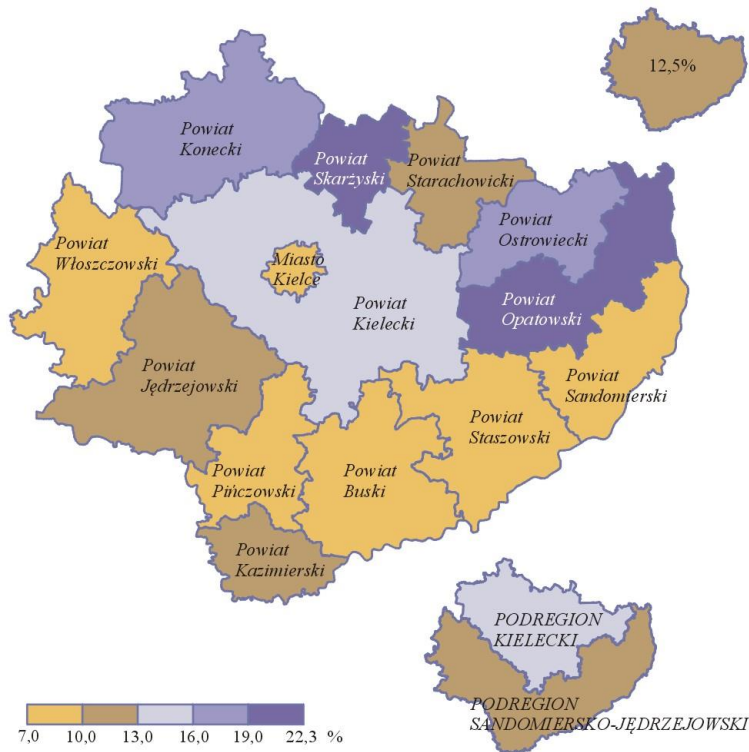 12,5%
Powiat
Konecki
Powiat
Skarżyski
Powiat
Starachowicki
Powiat
Ostrowiecki
Powiat
Włoszczowski
Miasto
Kielce
Powiat
Kielecki
Powiat
Opatowski
Powiat
Jędrzejowski
Powiat
Sandomierski
Powiat
Staszowski
Powiat
Pińczowski
Powiat
Buski
Powiat
Kazimierski
PODREGION
KIELECKI
PODREGION
SANDOMIERSKO-JĘDRZEJOWSKI
7,0 10,0 13,0 16,0 19,0 22,3 %